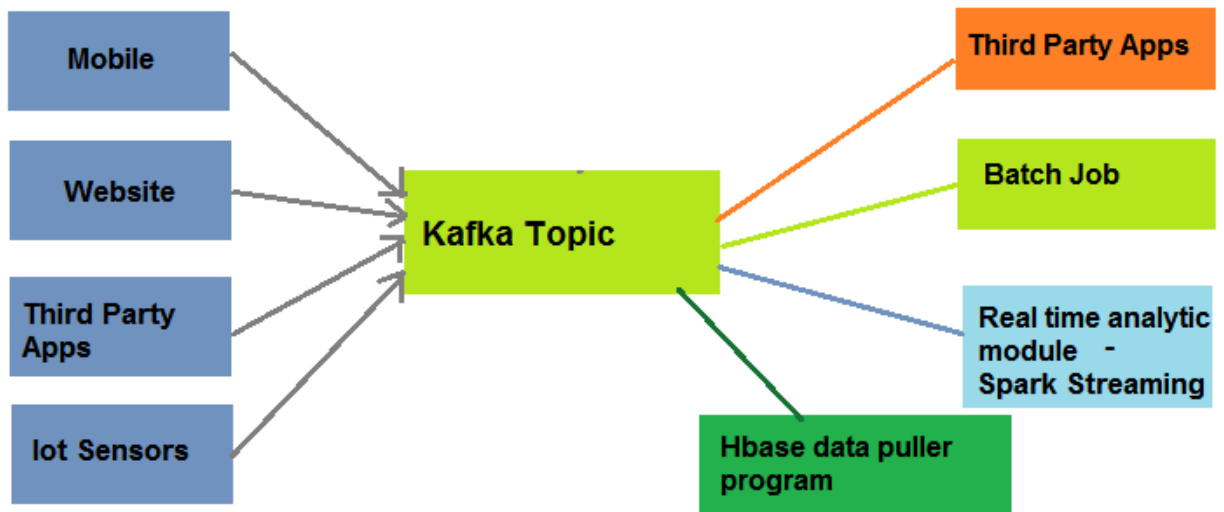 Mobile
Website
Third Party
Apps
Iot Sensors
Kafka Topic
Third Party Apps
Batch Job
Real time analytic
module -
Spark Streaming
Hbase data puller
program